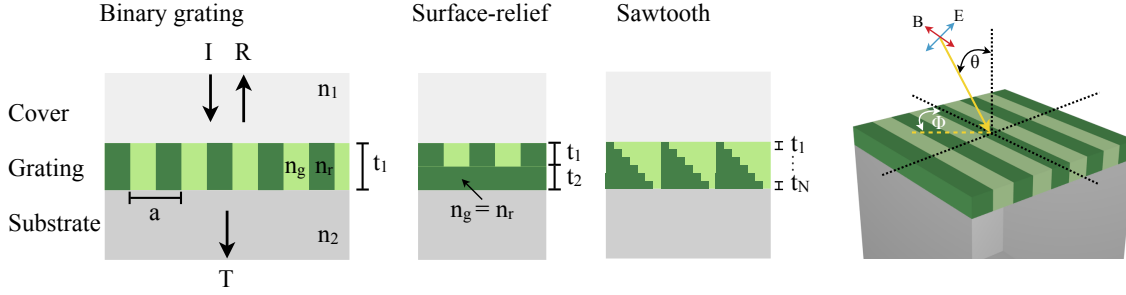 Binary grating
I R
n1
Cover
Grating
ng nr
t1
a
Substrate
n2
T
Surface-relief
t1
t2
ng = nr
Sawtooth
t1
tN
B E
θ
Φ